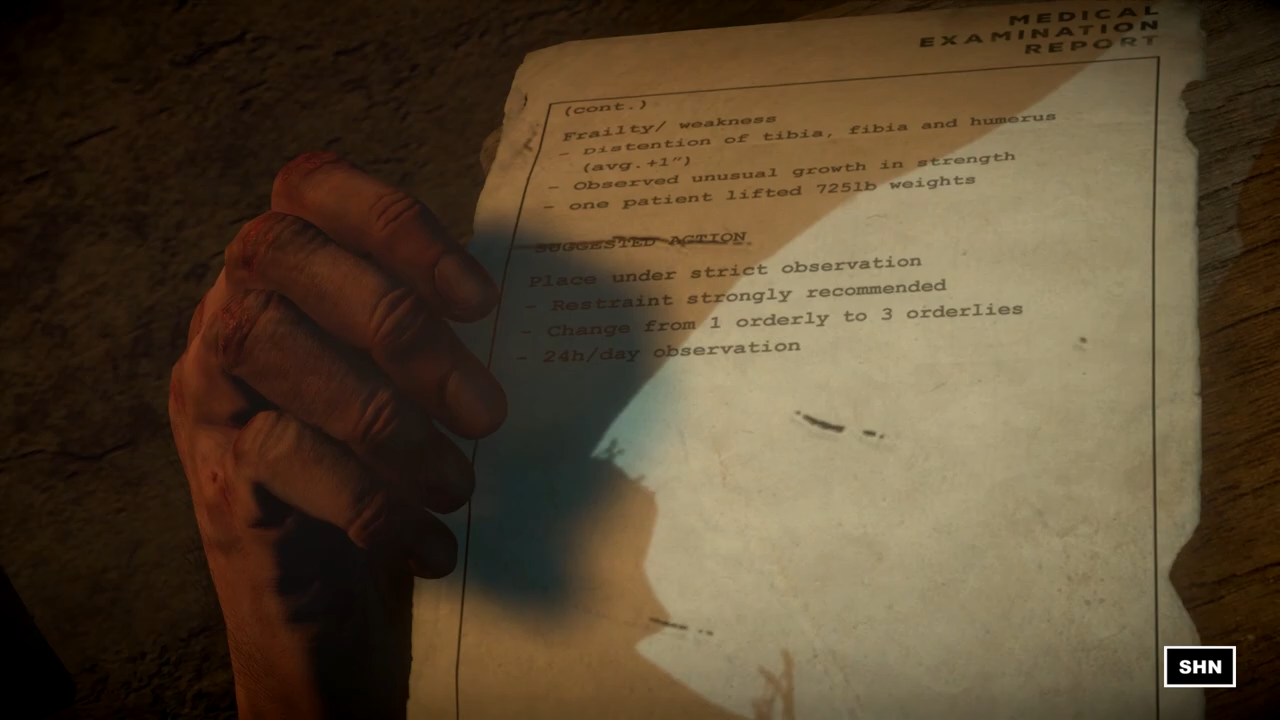 MEDICAL
EXAMINATION
REPORT
(cont.)
Frailty/ weakness
- Distention of tibia, fibia and humerus
(avg.+1")
- Observed unusual growth in strength
- one patient lifted 725lb weights
SUGGESTED ACTION
Place under strict observation
- Restraint strongly recommended
- Change from 1 orderly to 3 orderlies
- 24h/day observation
SHN